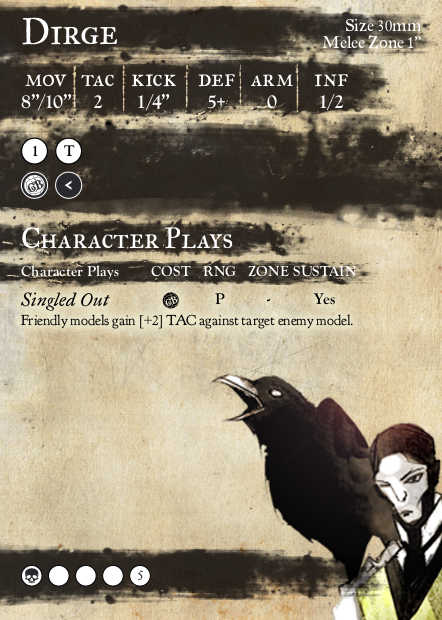 Dirge
Size 30mm
Melee Zone 1”
MOV TAC KICK DEF ARM INF
8”/10” 2 1/4” 5+ 0 1/2
1 T
GB <
Character Plays
Character Plays COST RNG ZONE SUSTAIN
Singled Out GB P - Yes
Friendly models gain [+2] TAC against target enemy model.
5